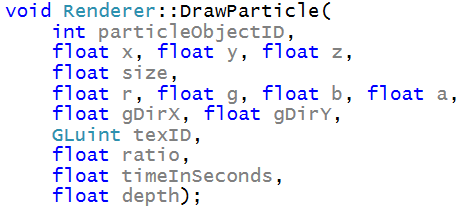 void Renderer::DrawParticle(
int particleObjectID,
float x, float y, float z,
float size,
float r, float g, float b, float a,
float gDirX, float gDirY,
GLuint texID,
float ratio,
float timeInSeconds,
float depth);